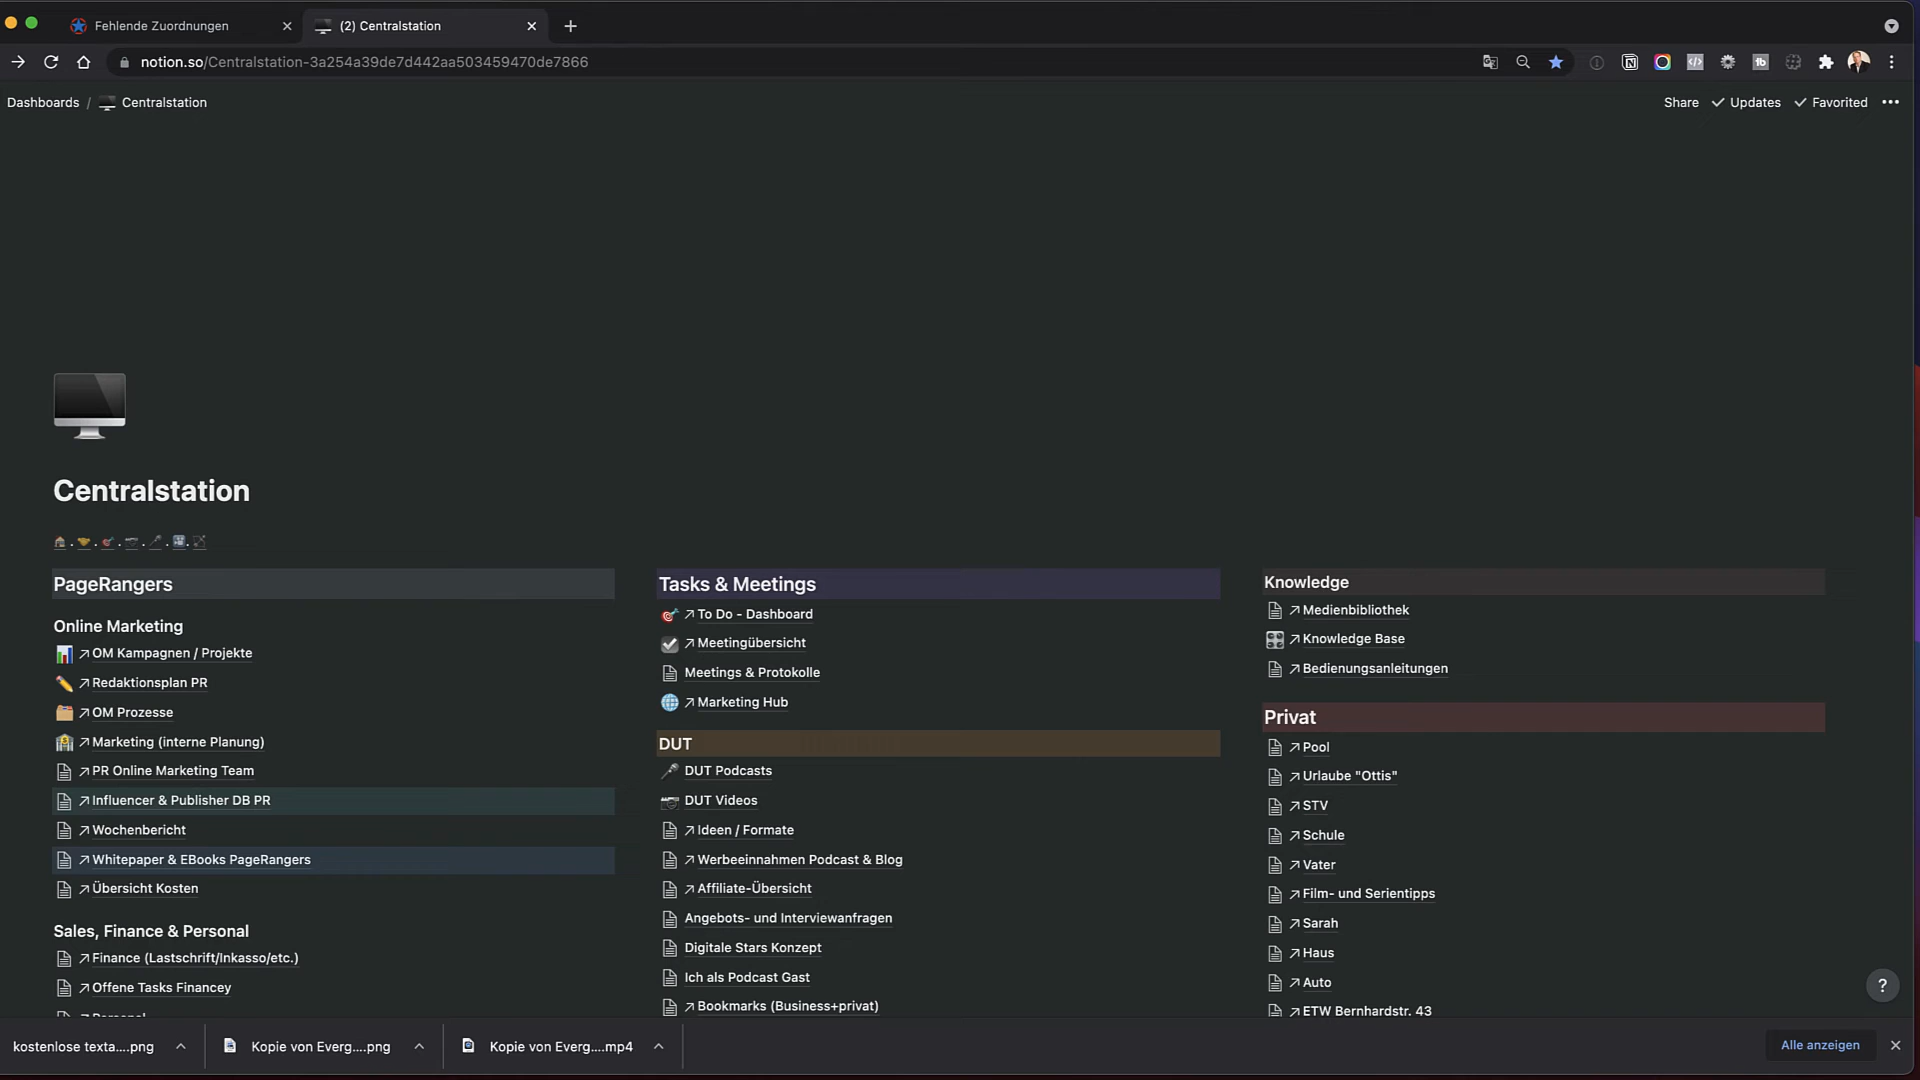 Fehlende Zuordnungen
(2) Centralstation
notion.so/Centralstation-3a254a39de7d442aa503459470de7866
Dashboards / Centralstation
Share
Updates
Favorited
Centralstation
PageRangers
Online Marketing
OM Kampagnen / Projekte
Redaktionsplan PR
OM Prozesse
Marketing (interne Planung)
PR Online Marketing Team
Influencer & Publisher DB PR
Wochenbericht
Whitepaper & EBooks PageRangers
Übersicht Kosten
Sales, Finance & Personal
Finance (Lastschrift/Inkasso/etc.)
Offene Tasks Financey
Personal
Tasks & Meetings
To Do - Dashboard
Meetingübersicht
Meetings & Protokolle
Marketing Hub
DUT
DUT Podcasts
DUT Videos
Ideen / Formate
Werbeeinnahmen Podcast & Blog
Affiliate-Übersicht
Angebots- und Interviewanfragen
Digitale Stars Konzept
Ich als Podcast Gast
Bookmarks (Business+privat)
Knowledge
Medienbibliothek
Knowledge Base
Bedienungsanleitungen
Privat
Pool
Urlaube "Ottis"
STV
Schule
Vater
Film- und Serientipps
Sarah
Haus
Auto
ETW Bernhardstr. 43
?
kostenlose texta....png
Kopie von Everg....png
Kopie von Everg....mp4
Alle anzeigen